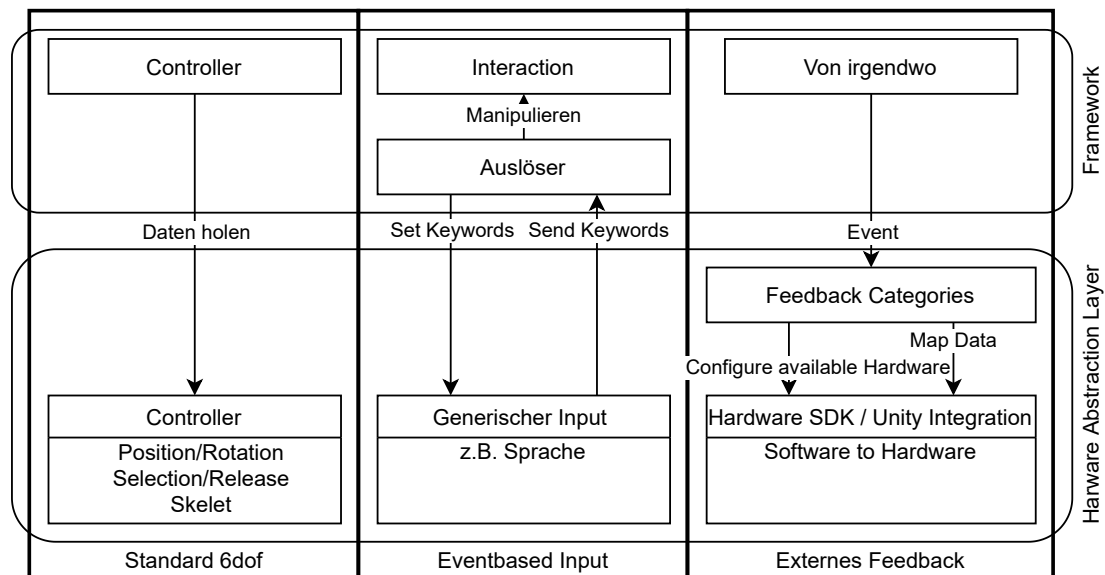 Controller
Interaction
Von irgendwo
Manipulieren
Auslöser
Framework
Daten holen
Set Keywords
Send Keywords
Event
Feedback Categories
Map Data
Configure available Hardware
Harware Abstraction Layer
Controller
Position/Rotation
Selection/Release
Skelet
Generischer Input
z.B. Sprache
Hardware SDK / Unity Integration
Software to Hardware
Standard 6dof
Eventbased Input
Externes Feedback